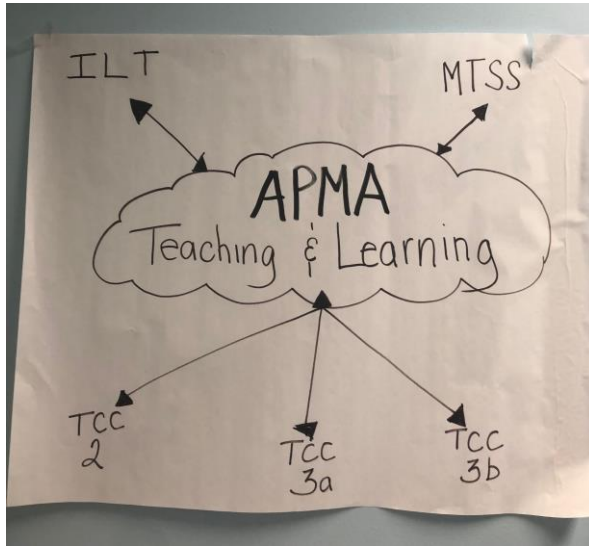 ILT
MTSS
APMA
Teaching & Learning
TCC
2
TCC
3a
TCC
3b